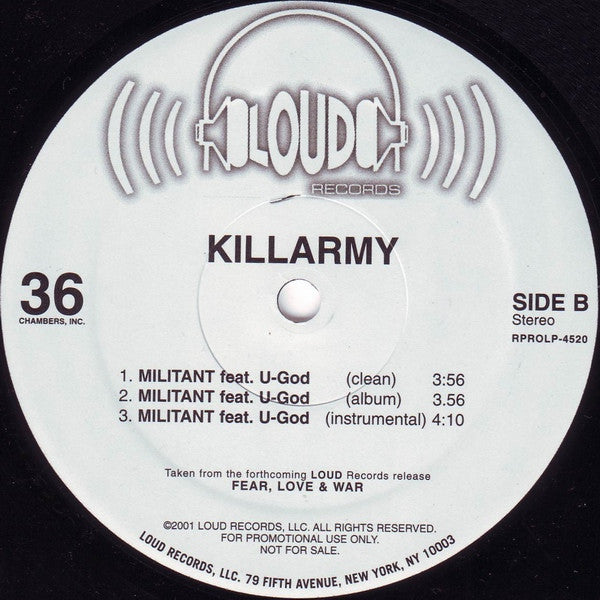 LOUD
RECORDS
KILLARMY
36
CHAMBERS, INC.
SIDE B
Stereo
RPROLP-4520
1. MILITANT feat. U-God (clean) 3:56
2. MILITANT feat. U-God (album) 3.56
3. MILITANT feat. U-God (instrumental) 4:10
Taken from the forthcoming LOUD Records release
FEAR, LOVE & WAR
©2001 LOUD RECORDS, LLC. ALL RIGHTS RESERVED.
FOR PROMOTIONAL USE ONLY.
NOT FOR SALE.
LOUD RECORDS, LLC. 79 FIFTH AVENUE, NEW YORK, NY 10003